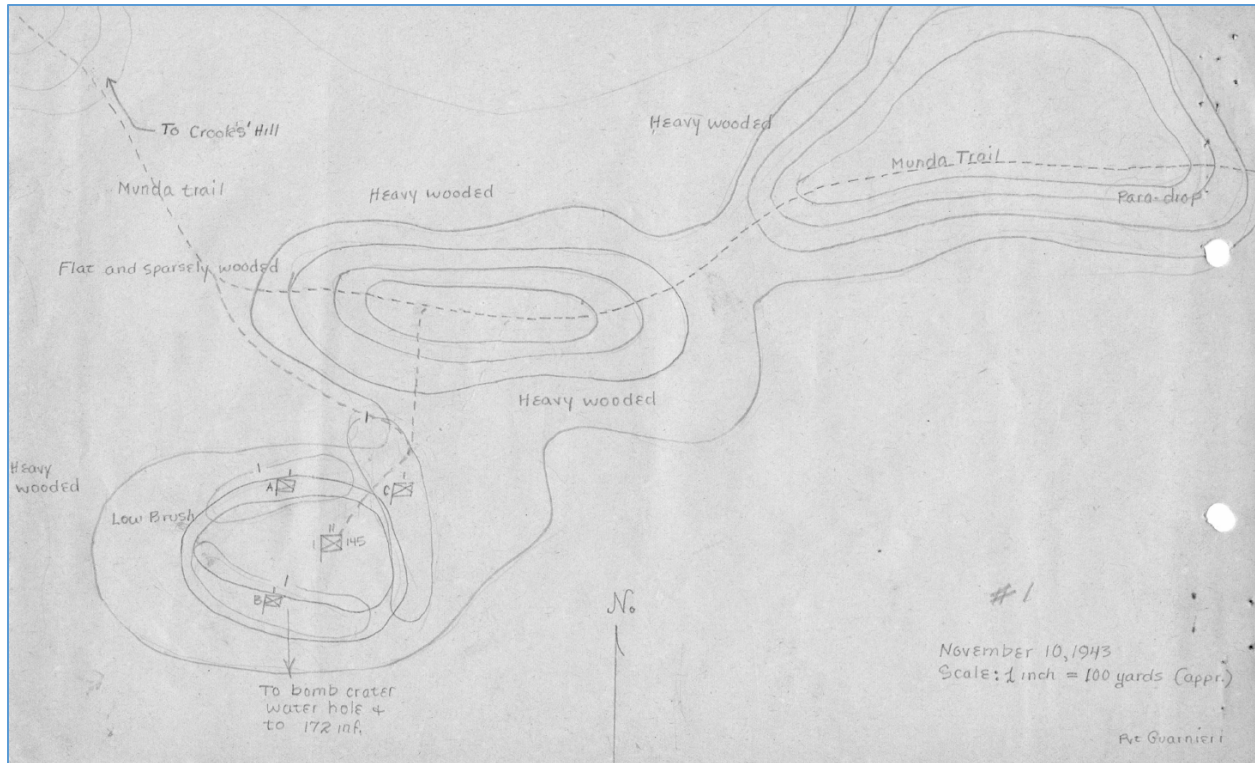 To Crooks' Hill
Munda trail
Heavy wooded
Heavy wooded
Munda Trail
Para-drop
Flat and sparsely wooded
Heavy wooded
Heavy
wooded
Low Brush
A
C
145
B
To bomb crater
water hole &
to 172 inf.
No
#1
November 10, 1943
Scale: 1 inch = 100 yards (appr.)
Pvt Guarnieri